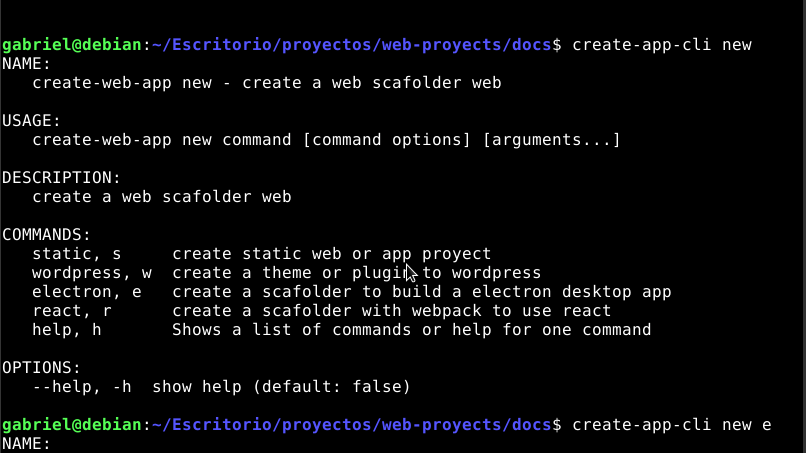 gabriel@debian:~/Escritorio/proyectos/web-proyects/docs$ create-app-cli new
NAME:
   create-web-app new - create a web scafolder web

USAGE:
   create-web-app new command [command options] [arguments...]

DESCRIPTION:
   create a web scafolder web

COMMANDS:
   static, s     create static web or app proyect
   wordpress, w  create a theme or plugin to wordpress
   electron, e   create a scafolder to build a electron desktop app
   react, r      create a scafolder with webpack to use react
   help, h       Shows a list of commands or help for one command

OPTIONS:
   --help, -h  show help (default: false)

gabriel@debian:~/Escritorio/proyectos/web-proyects/docs$ create-app-cli new e
NAME: